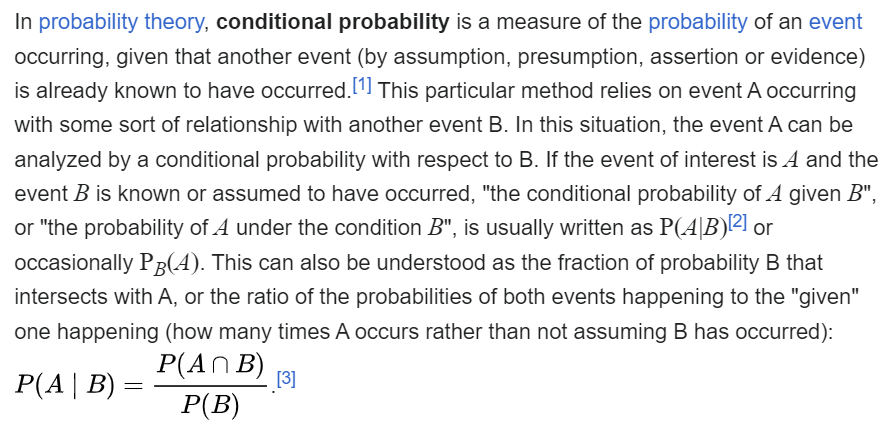 In probability theory, conditional probability is a measure of the probability of an event
occurring, given that another event (by assumption, presumption, assertion or evidence)
is already known to have occurred.[1] This particular method relies on event A occurring
with some sort of relationship with another event B. In this situation, the event A can be
analyzed by a conditional probability with respect to B. If the event of interest is A and the
event B is known or assumed to have occurred, "the conditional probability of A given B",
or "the probability of A under the condition B", is usually written as P(A|B)[2] or
occasionally P_B(A). This can also be understood as the fraction of probability B that
intersects with A, or the ratio of the probabilities of both events happening to the "given"
one happening (how many times A occurs rather than not assuming B has occurred):
P(A | B) = P(A ∩ B) / P(B).[3]